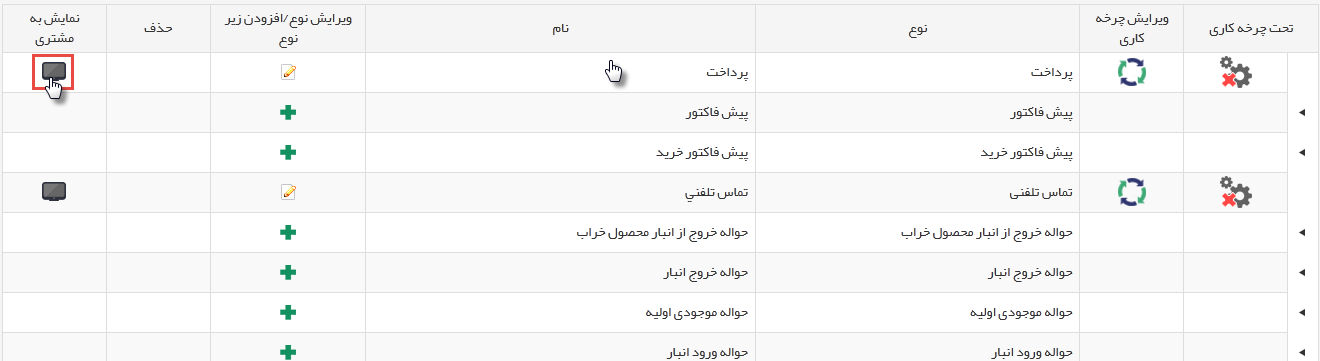 تحت چرخه کاری
ویرایش چرخه
کاری
نوع
نام
ویرایش نوع/افزودن زیر
نوع
حذف
نمایش به
مشتری
پرداخت پرداخت
پیش فاکتور پیش فاکتور
پیش فاکتور خرید پیش فاکتور خرید
تماس تلفنی تماس تلفني
حواله خروج از انبار محصول خراب حواله خروج از انبار محصول خراب
حواله خروج انبار حواله خروج انبار
حواله موجودی اولیه حواله موجودی اولیه
حواله ورود انبار حواله ورود انبار